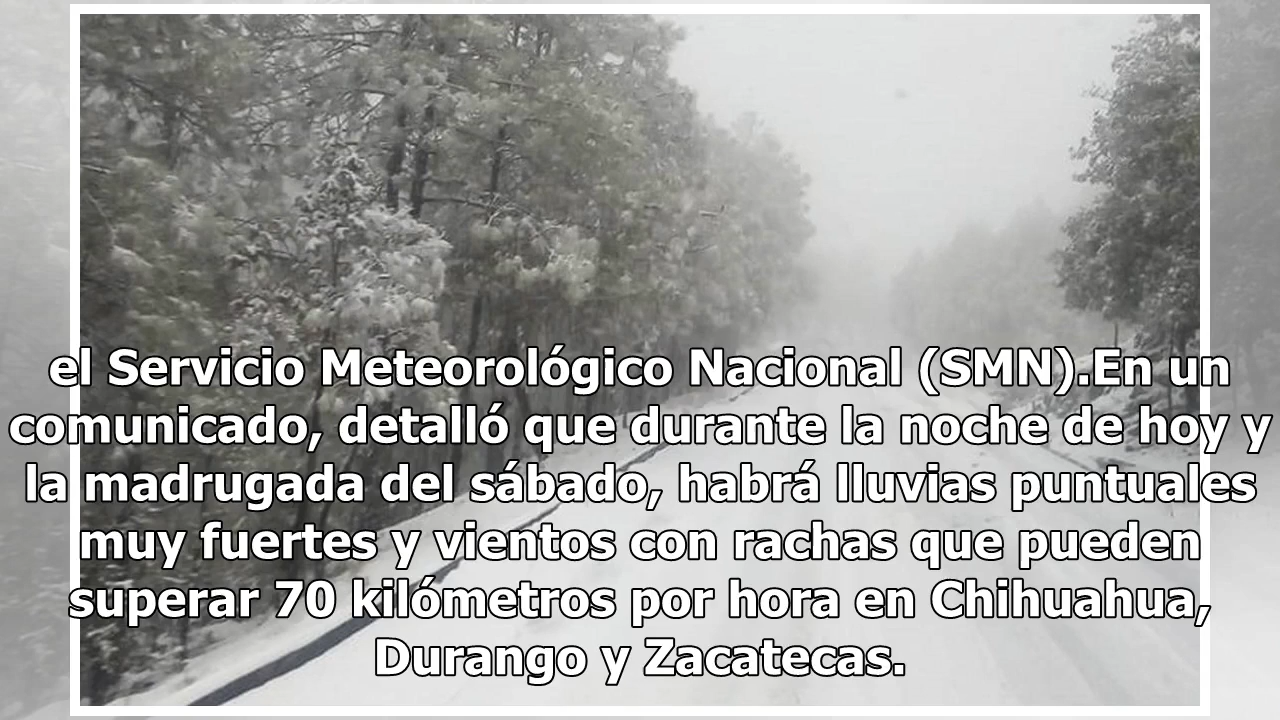 el Servicio Meteorológico Nacional (SMN).En un
comunicado, detalló que durante la noche de hoy y
la madrugada del sábado, habrá lluvias puntuales
muy fuertes y vientos con rachas que pueden
superar 70 kilómetros por hora en Chihuahua,
Durango y Zacatecas.